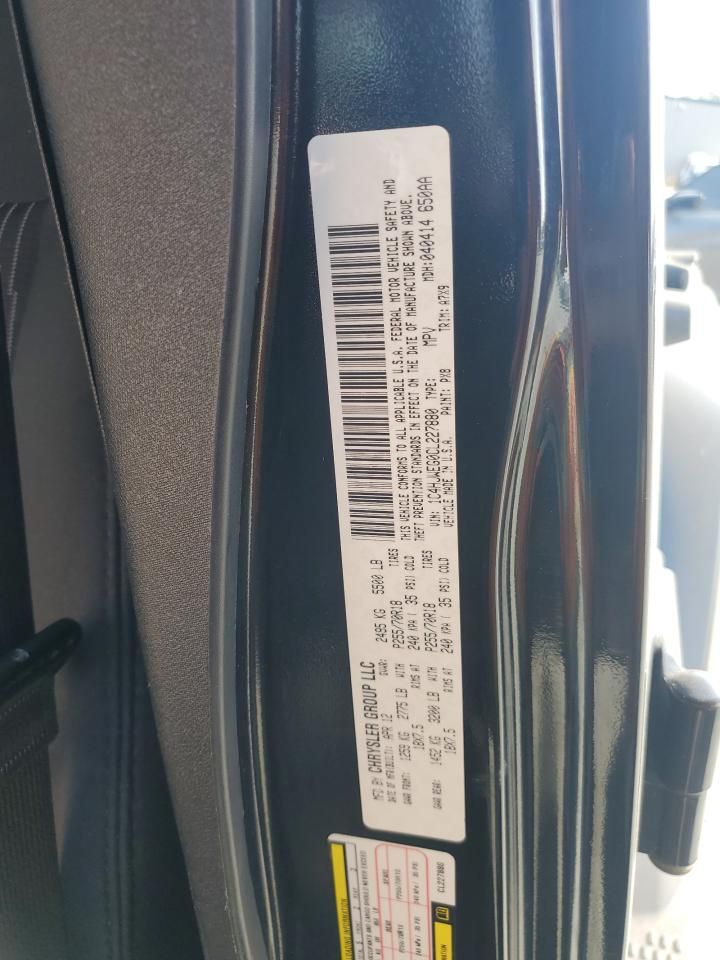 MFD BY CHRYSLER GROUP LLC
DATE OF MFR(BUILT): APR 12 GVWR: 2495 KG 5500 LB
GAWR FRONT: 1259 KG 2775 LB WITH P255/70R18 TIRES
18X7.5 RIMS AT 240 KPA( 35 PSI) COLD
GAWR REAR: 1452 KG 3200 LB WITH P255/70R18 TIRES
18X7.5 RIMS AT 240 KPA( 35 PSI) COLD
THIS VEHICLE CONFORMS TO ALL APPLICABLE U.S.A. FEDERAL MOTOR VEHICLE SAFETY AND
THEFT PREVENTION STANDARDS IN EFFECT ON THE DATE OF MANUFACTURE SHOWN ABOVE.
VIN: 1C4HJWEG0CL227880 TYPE: MPV MDH:040414 650AA
VEHICLE MADE IN U.S.A. PAINT: PX8 TRIM: A7X9
LOADING INFORMATION
CL227880